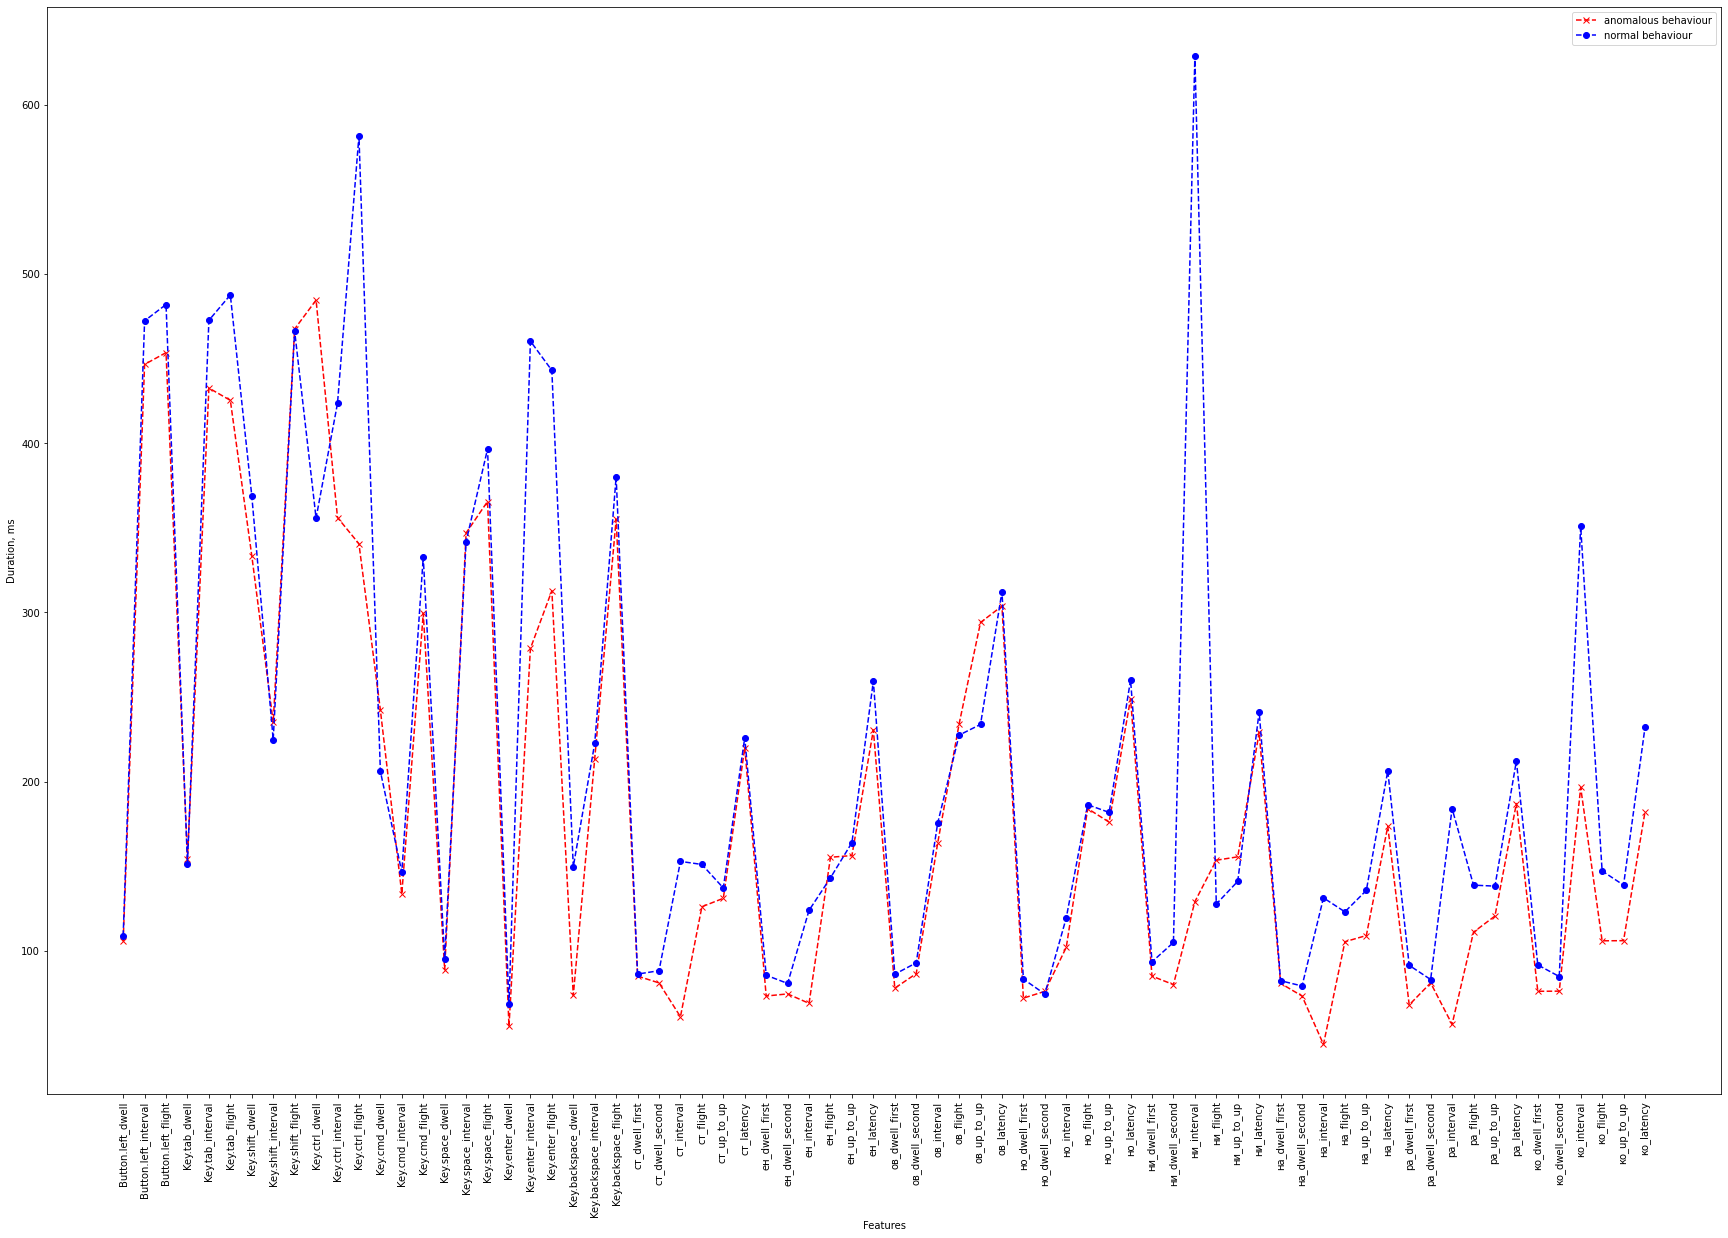 anomalous behaviour
normal behaviour
600
500
400
300
200
100
Duration, ms
Button.left_dwell
Button.left_interval
Button.left_flight
Key.tab_dwell
Key.tab_interval
Key.tab_flight
Key.shift_dwell
Key.shift_interval
Key.shift_flight
Key.ctrl_dwell
Key.ctrl_interval
Key.ctrl_flight
Key.cmd_dwell
Key.cmd_interval
Key.cmd_flight
Key.space_dwell
Key.space_interval
Key.space_flight
Key.enter_dwell
Key.enter_interval
Key.enter_flight
Key.backspace_dwell
Key.backspace_interval
Key.backspace_flight
ст_dwell_first
ст_dwell_second
ст_interval
ст_flight
ст_up_to_up
ст_latency
ен_dwell_first
ен_dwell_second
ен_interval
ен_flight
ен_up_to_up
ен_latency
ов_dwell_first
ов_dwell_second
ов_interval
ов_flight
ов_up_to_up
ов_latency
но_dwell_first
но_dwell_second
но_interval
но_flight
но_up_to_up
но_latency
ни_dwell_first
ни_dwell_second
ни_interval
ни_flight
ни_up_to_up
ни_latency
на_dwell_first
на_dwell_second
на_interval
на_flight
на_up_to_up
на_latency
ра_dwell_first
ра_dwell_second
ра_interval
ра_flight
ра_up_to_up
ра_latency
ко_dwell_first
ко_dwell_second
ко_interval
ко_flight
ко_up_to_up
ко_latency
Features